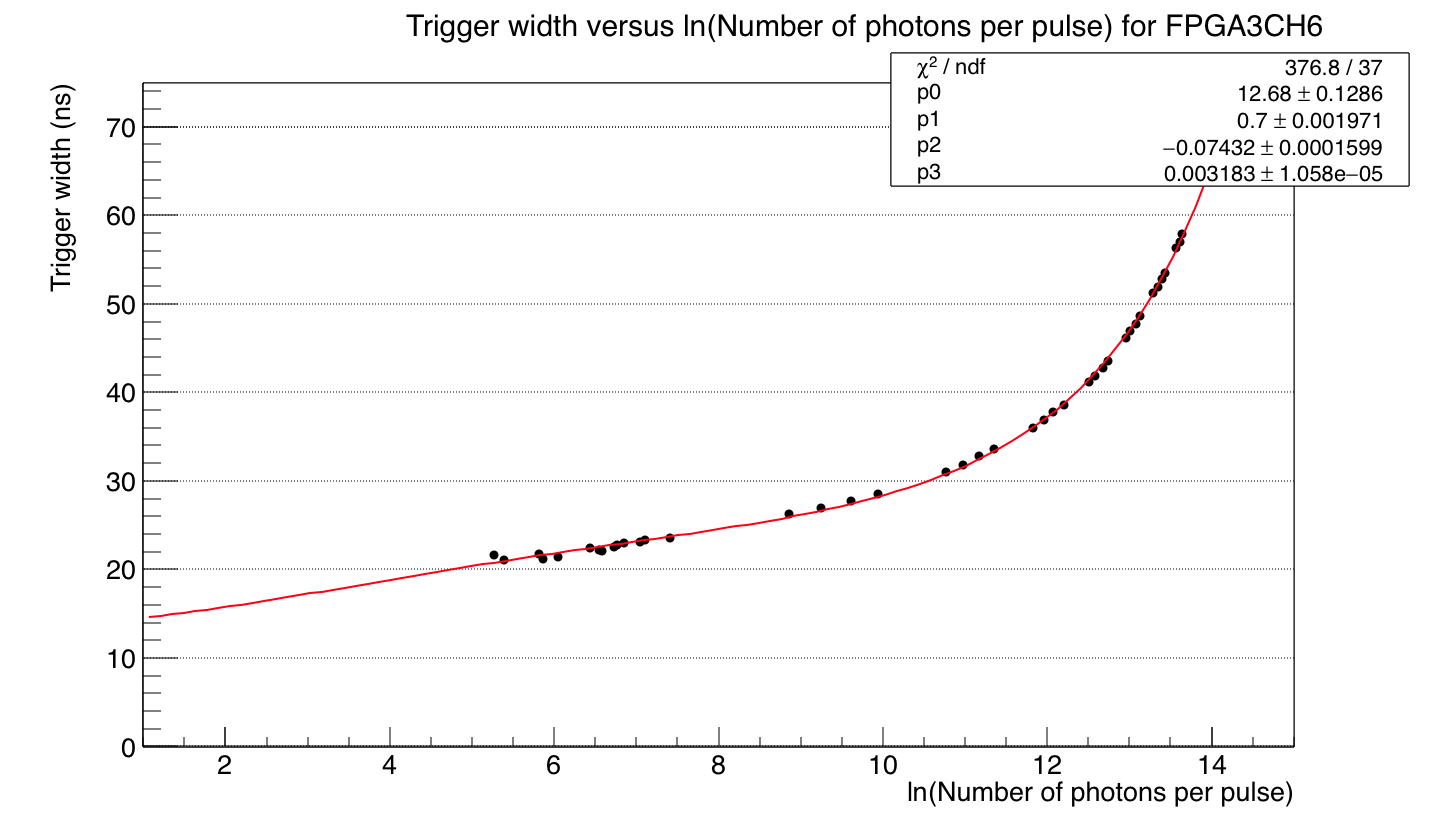 Trigger width versus ln(Number of photons per pulse) for FPGA3CH6
χ² / ndf 376.8 / 37
p0 12.68 ± 0.1286
p1 0.7 ± 0.001971
p2 −0.07432 ± 0.0001599
p3 0.003183 ± 1.058e−05
Trigger width (ns)
70
60
50
40
30
20
10
0
2 4 6 8 10 12 14
ln(Number of photons per pulse)